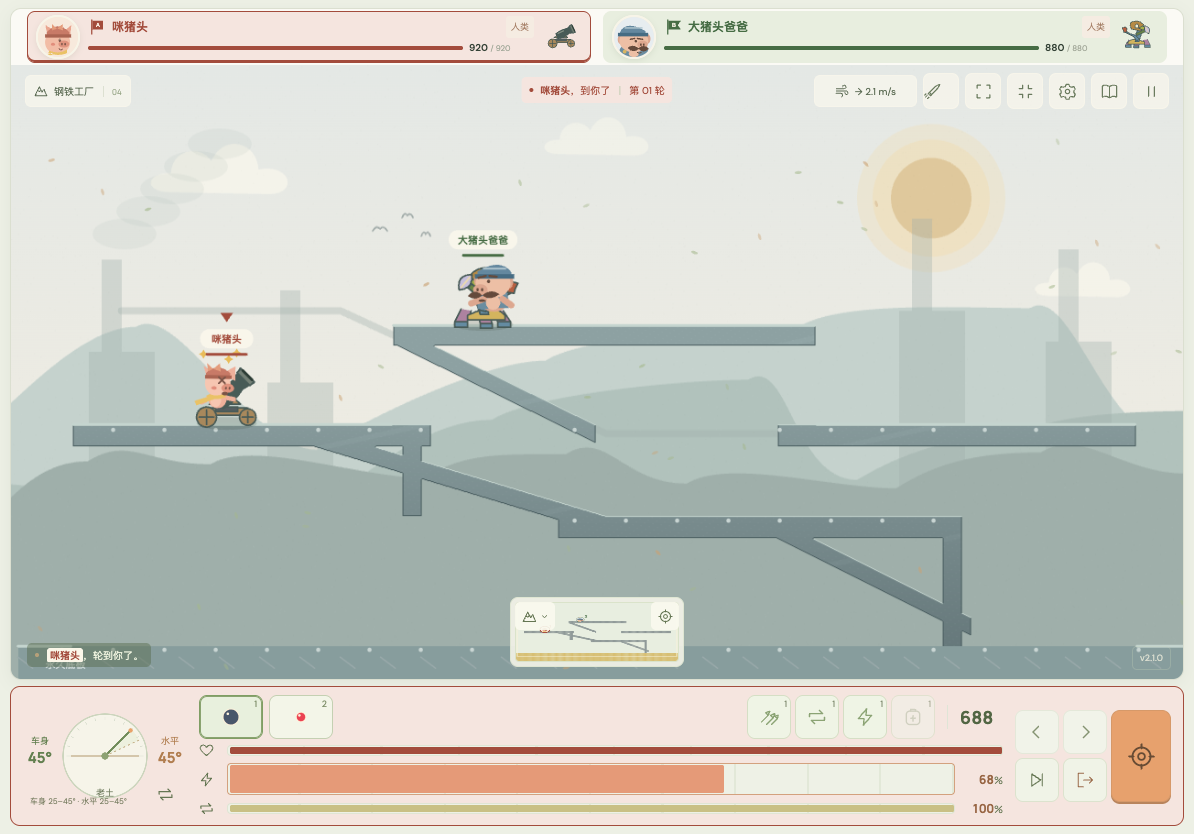 咪猪头
人类
920 / 920
大猪头爸爸
人类
880 / 880
钢铁工厂 04
咪猪头，到你了 第 01 轮
→ 2.1 m/s
大猪头爸爸
咪猪头
咪猪头，轮到你了。
v2.1.0
车身
45°
水平
45°
老土
车身 25–45° · 水平 25–45°
1
2
1
1
1
1
688
68%
100%